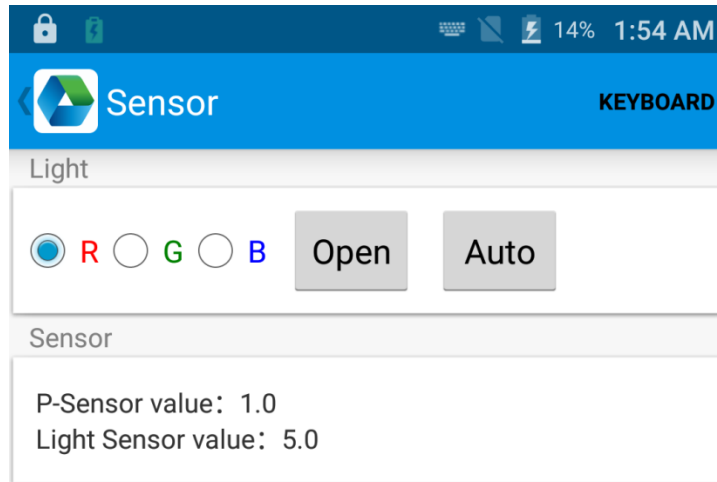 14% 1:54 AM
Sensor KEYBOARD
Light
R G B Open Auto
Sensor
P-Sensor value：1.0
Light Sensor value：5.0